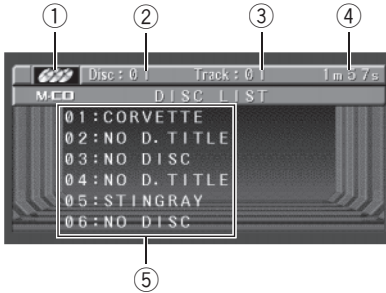 ① ② ③ ④
Disc : 01 Track : 01 1m57s
M-CD DISC LIST
01:CORVETTE
02:NO D.TITLE
03:NO DISC
04:NO D.TITLE
05:STINGRAY
06:NO DISC
⑤